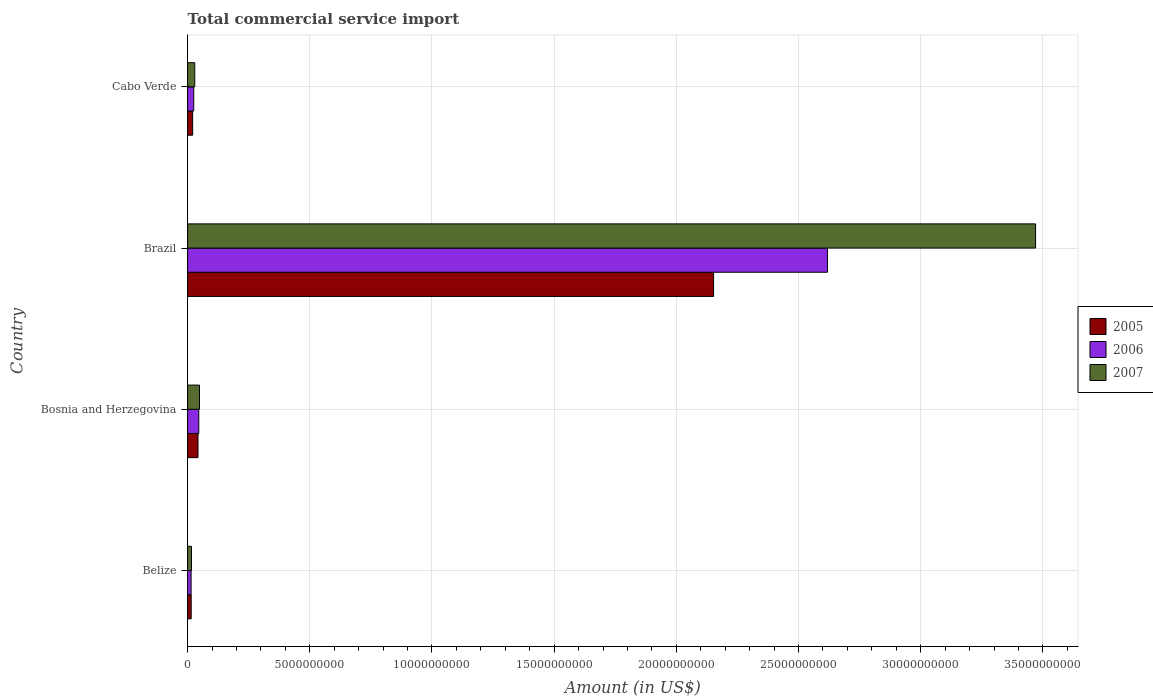 Total commercial service import
Cabo Verde
Brazil
Bosnia and Herzegovina
Belize
Country
5000000000
10000000000
15000000000
20000000000
25000000000
30000000000
35000000000
Amount (in US$)
2005
2006
2007